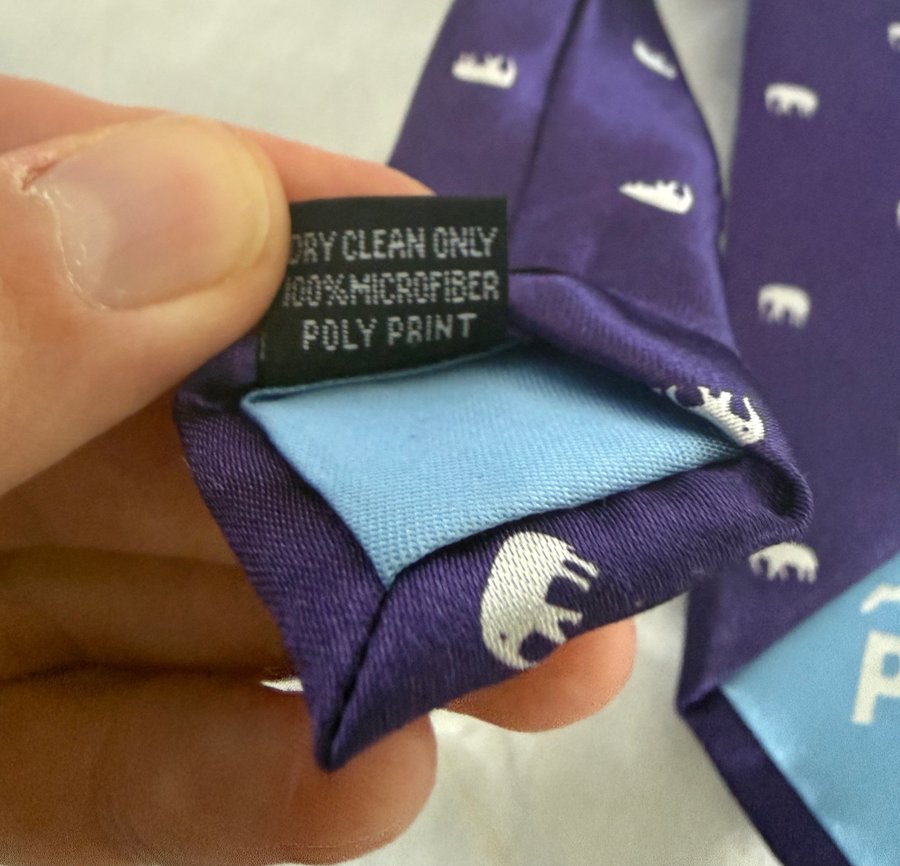 DRY CLEAN ONLY
100% MICROFIBER
POLY PRINT
p